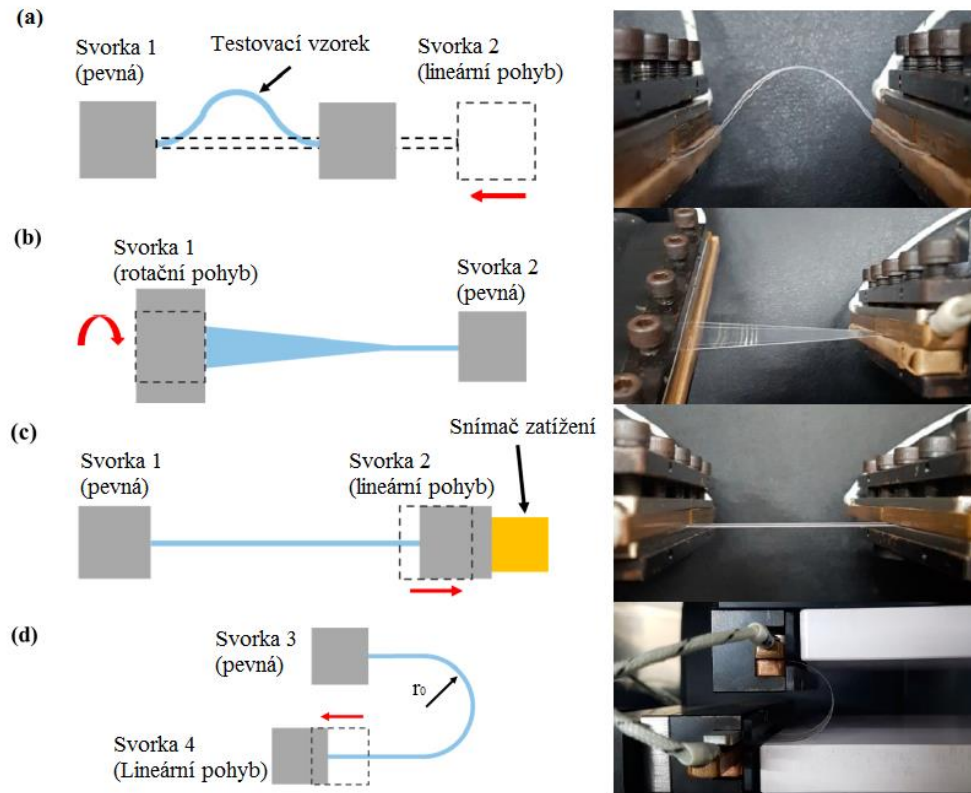 (a)
Svorka 1
(pevná)
Testovací vzorek
Svorka 2
(lineární pohyb)
(b)
Svorka 1
(rotační pohyb)
Svorka 2
(pevná)
(c)
Svorka 1
(pevná)
Svorka 2
(lineární pohyb)
Snímač zatížení
(d)
Svorka 3
(pevná)
r₀
Svorka 4
(Lineární pohyb)